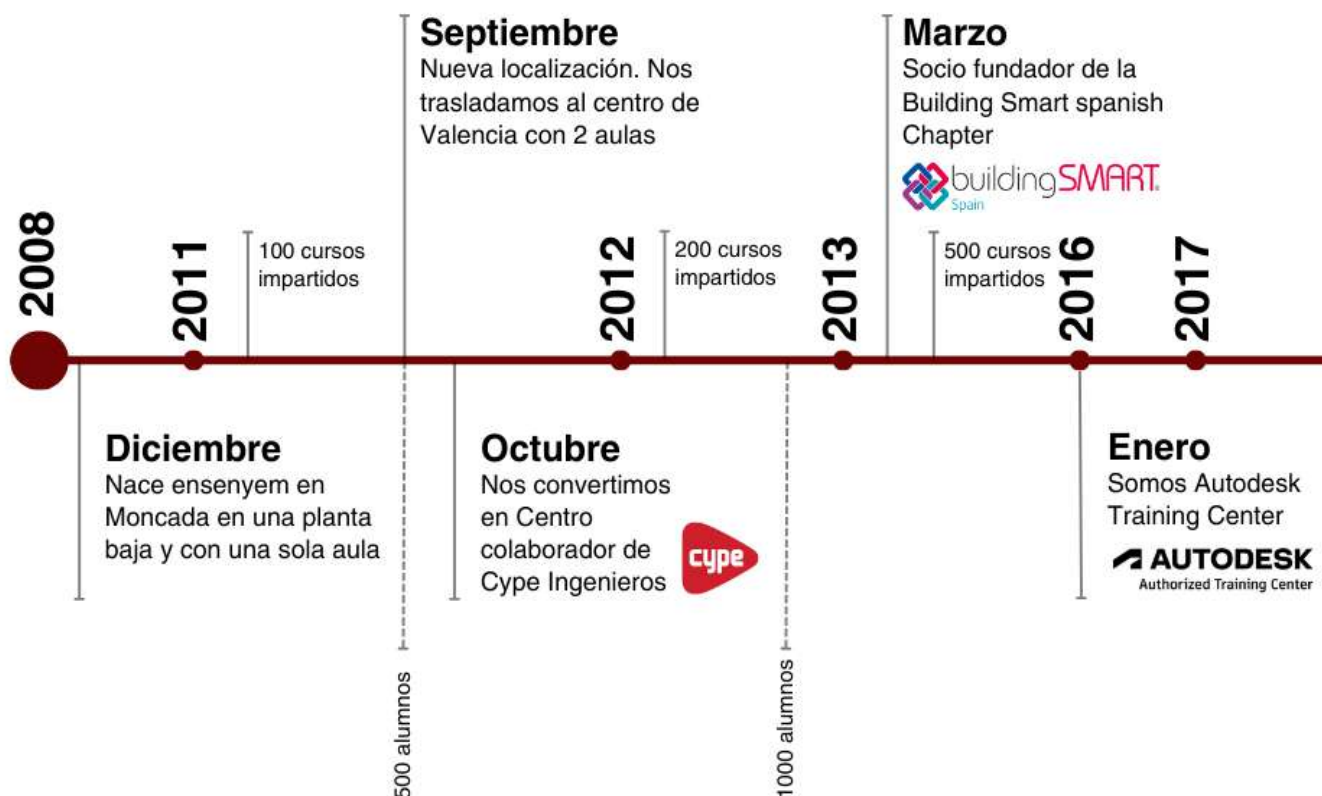 2008
Diciembre
Nace ensenyem en
Moncada en una planta
baja y con una sola aula
2011
100 cursos
impartidos
Septiembre
Nueva localización. Nos
trasladamos al centro de
Valencia con 2 aulas
500 alumnos
Octubre
Nos convertimos
en Centro
colaborador de
Cype Ingenieros
cype
2012
200 cursos
impartidos
1000 alumnos
2013
Marzo
Socio fundador de la
Building Smart spanish
Chapter
buildingSMART®
Spain
500 cursos
impartidos
2016
Enero
Somos Autodesk
Training Center
AUTODESK
Authorized Training Center
2017